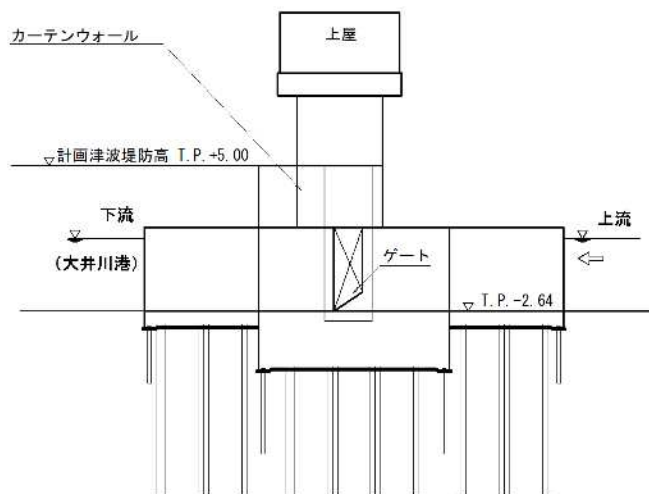 上屋
カーテンウォール
計画津波堤防高 T.P.+5.00
下流
上流
(大井川港)
ゲート
T.P.-2.64